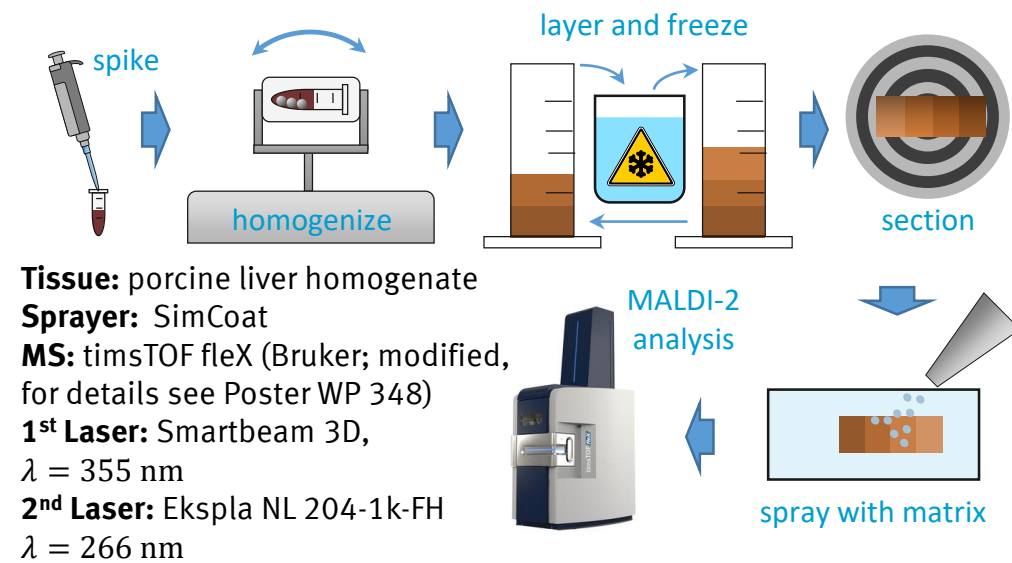 layer and freeze
spike
homogenize
section
Tissue: porcine liver homogenate
Sprayer: SimCoat
MS: timsTOF fleX (Bruker; modified,
for details see Poster WP 348)
1st Laser: Smartbeam 3D,
λ = 355 nm
2nd Laser: Ekspla NL 204-1k-FH
λ = 266 nm
MALDI-2
analysis
timsTOF fleX
spray with matrix